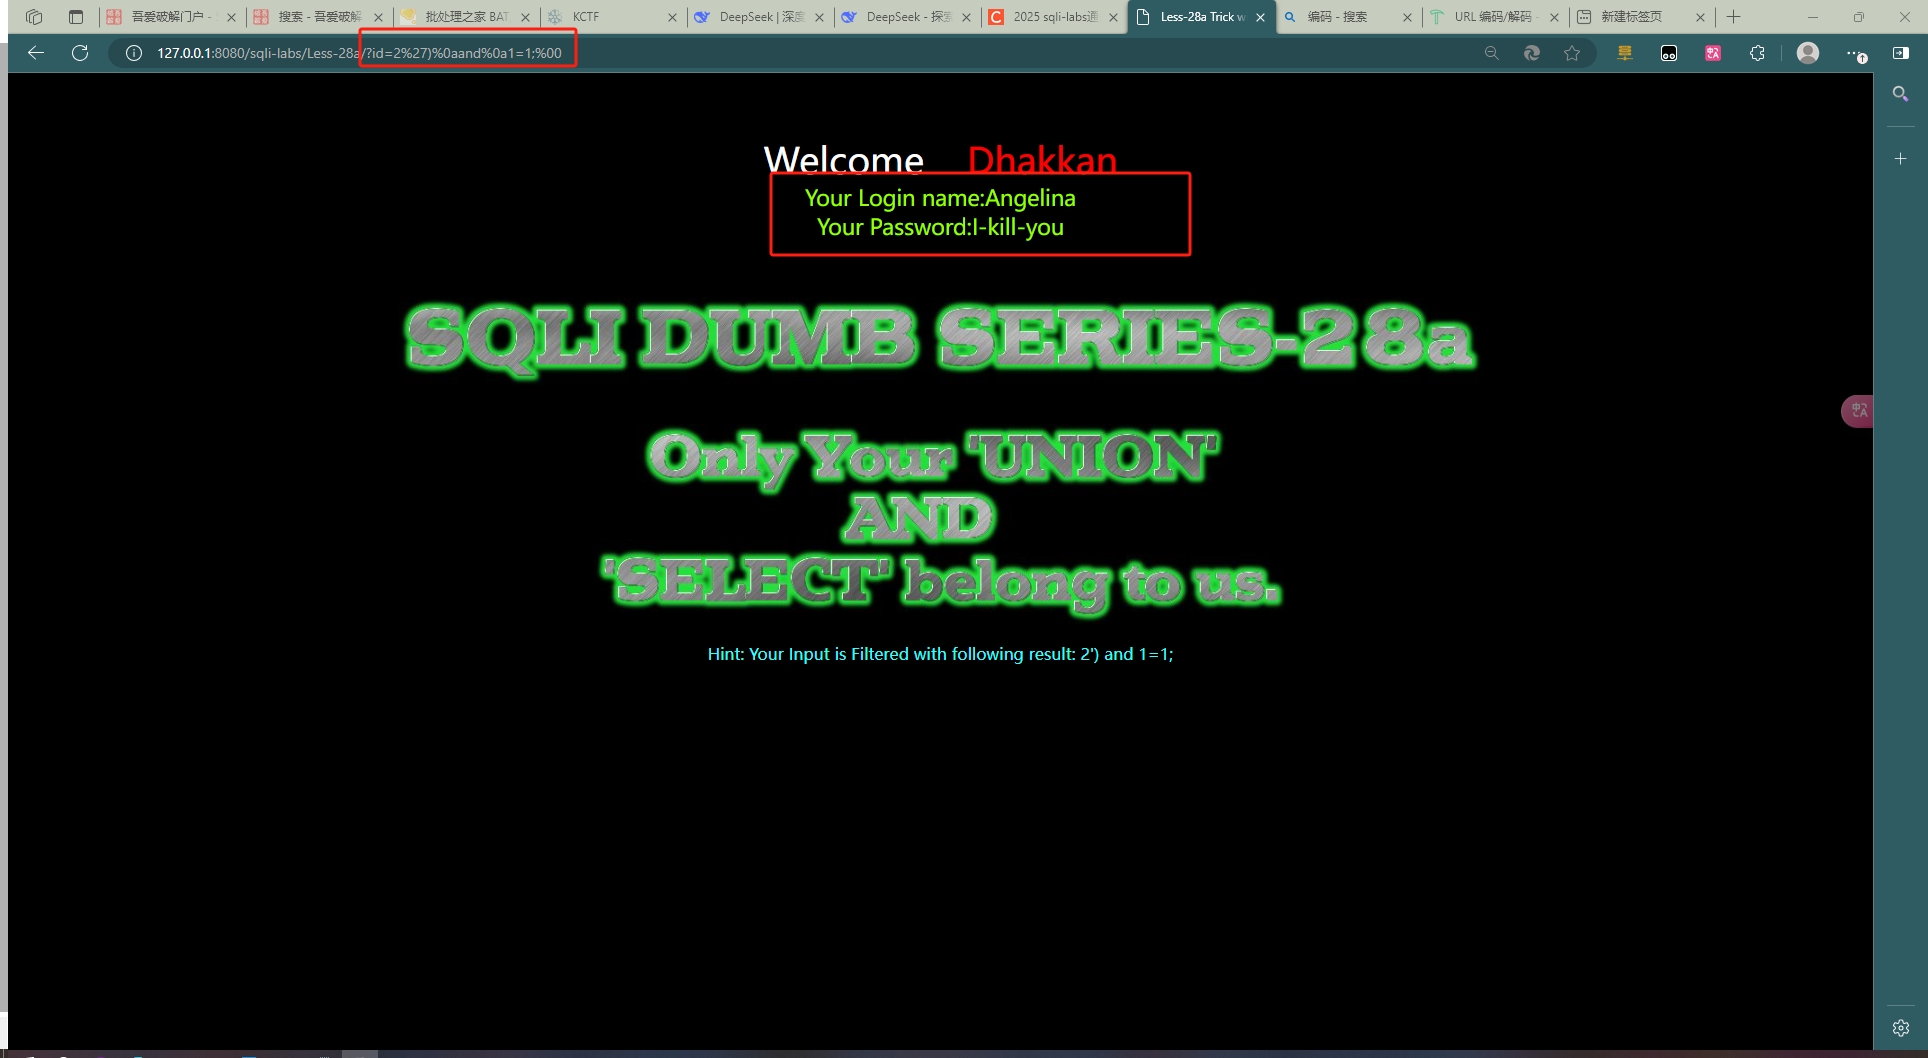 吾爱破解门户 -
搜索 - 吾爱破解
批处理之家 BAT
KCTF
DeepSeek | 深度
DeepSeek - 探索
2025 sqli-labs通
Less-28a Trick w
编码 - 搜索
URL 编码/解码 -
新建标签页
127.0.0.1:8080/sqli-labs/Less-28a/?id=2%27)%0aand%0a1=1;%00
Welcome Dhakkan
Your Login name:Angelina
Your Password:I-kill-you
SQLI DUMB SERIES-28a
Only Your 'UNION'
AND
'SELECT' belong to us.
Hint: Your Input is Filtered with following result: 2') and 1=1;